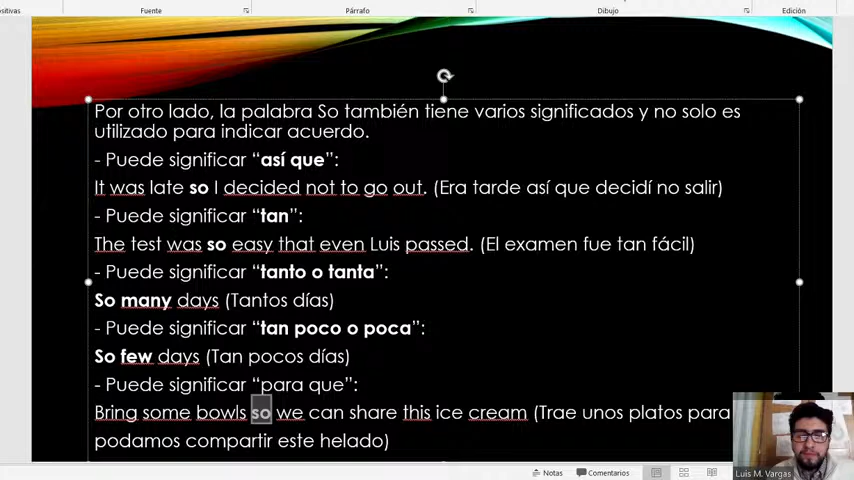 ositivas
Fuente
Párrafo
Dibujo
Edición
Por otro lado, la palabra So también tiene varios significados y no solo es
utilizado para indicar acuerdo.
- Puede significar “así que”:
It was late so I decided not to go out. (Era tarde así que decidí no salir)
- Puede significar “tan”:
The test was so easy that even Luis passed. (El examen fue tan fácil)
- Puede significar “tanto o tanta”:
So many days (Tantos días)
- Puede significar “tan poco o poca”:
So few days (Tan pocos días)
- Puede significar “para que”:
Bring some bowls so we can share this ice cream (Trae unos platos para
podamos compartir este helado)
Luis M. Vargas
Notas
Comentarios